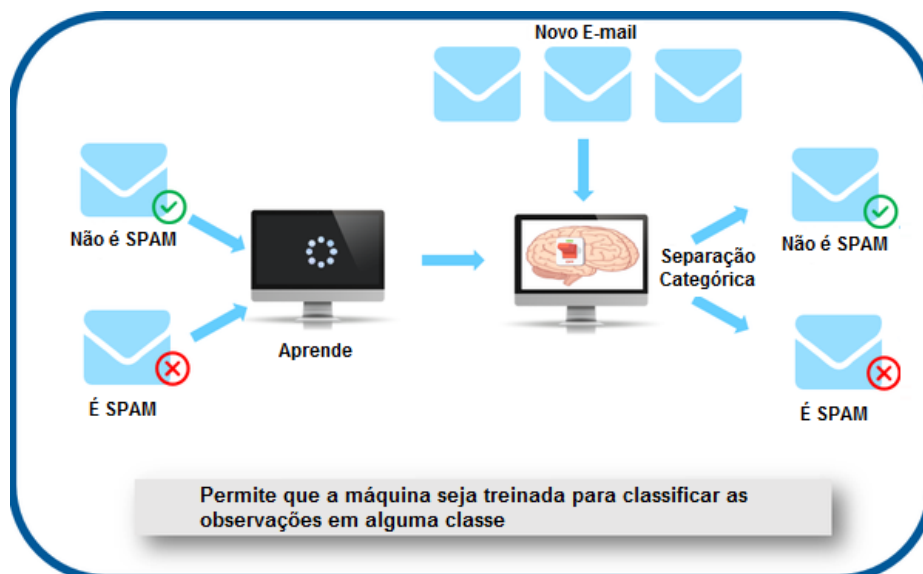 Novo E-mail
Não é SPAM
É SPAM
Aprende
Separação
Categórica
Não é SPAM
É SPAM
Permite que a máquina seja treinada para classificar as
observações em alguma classe